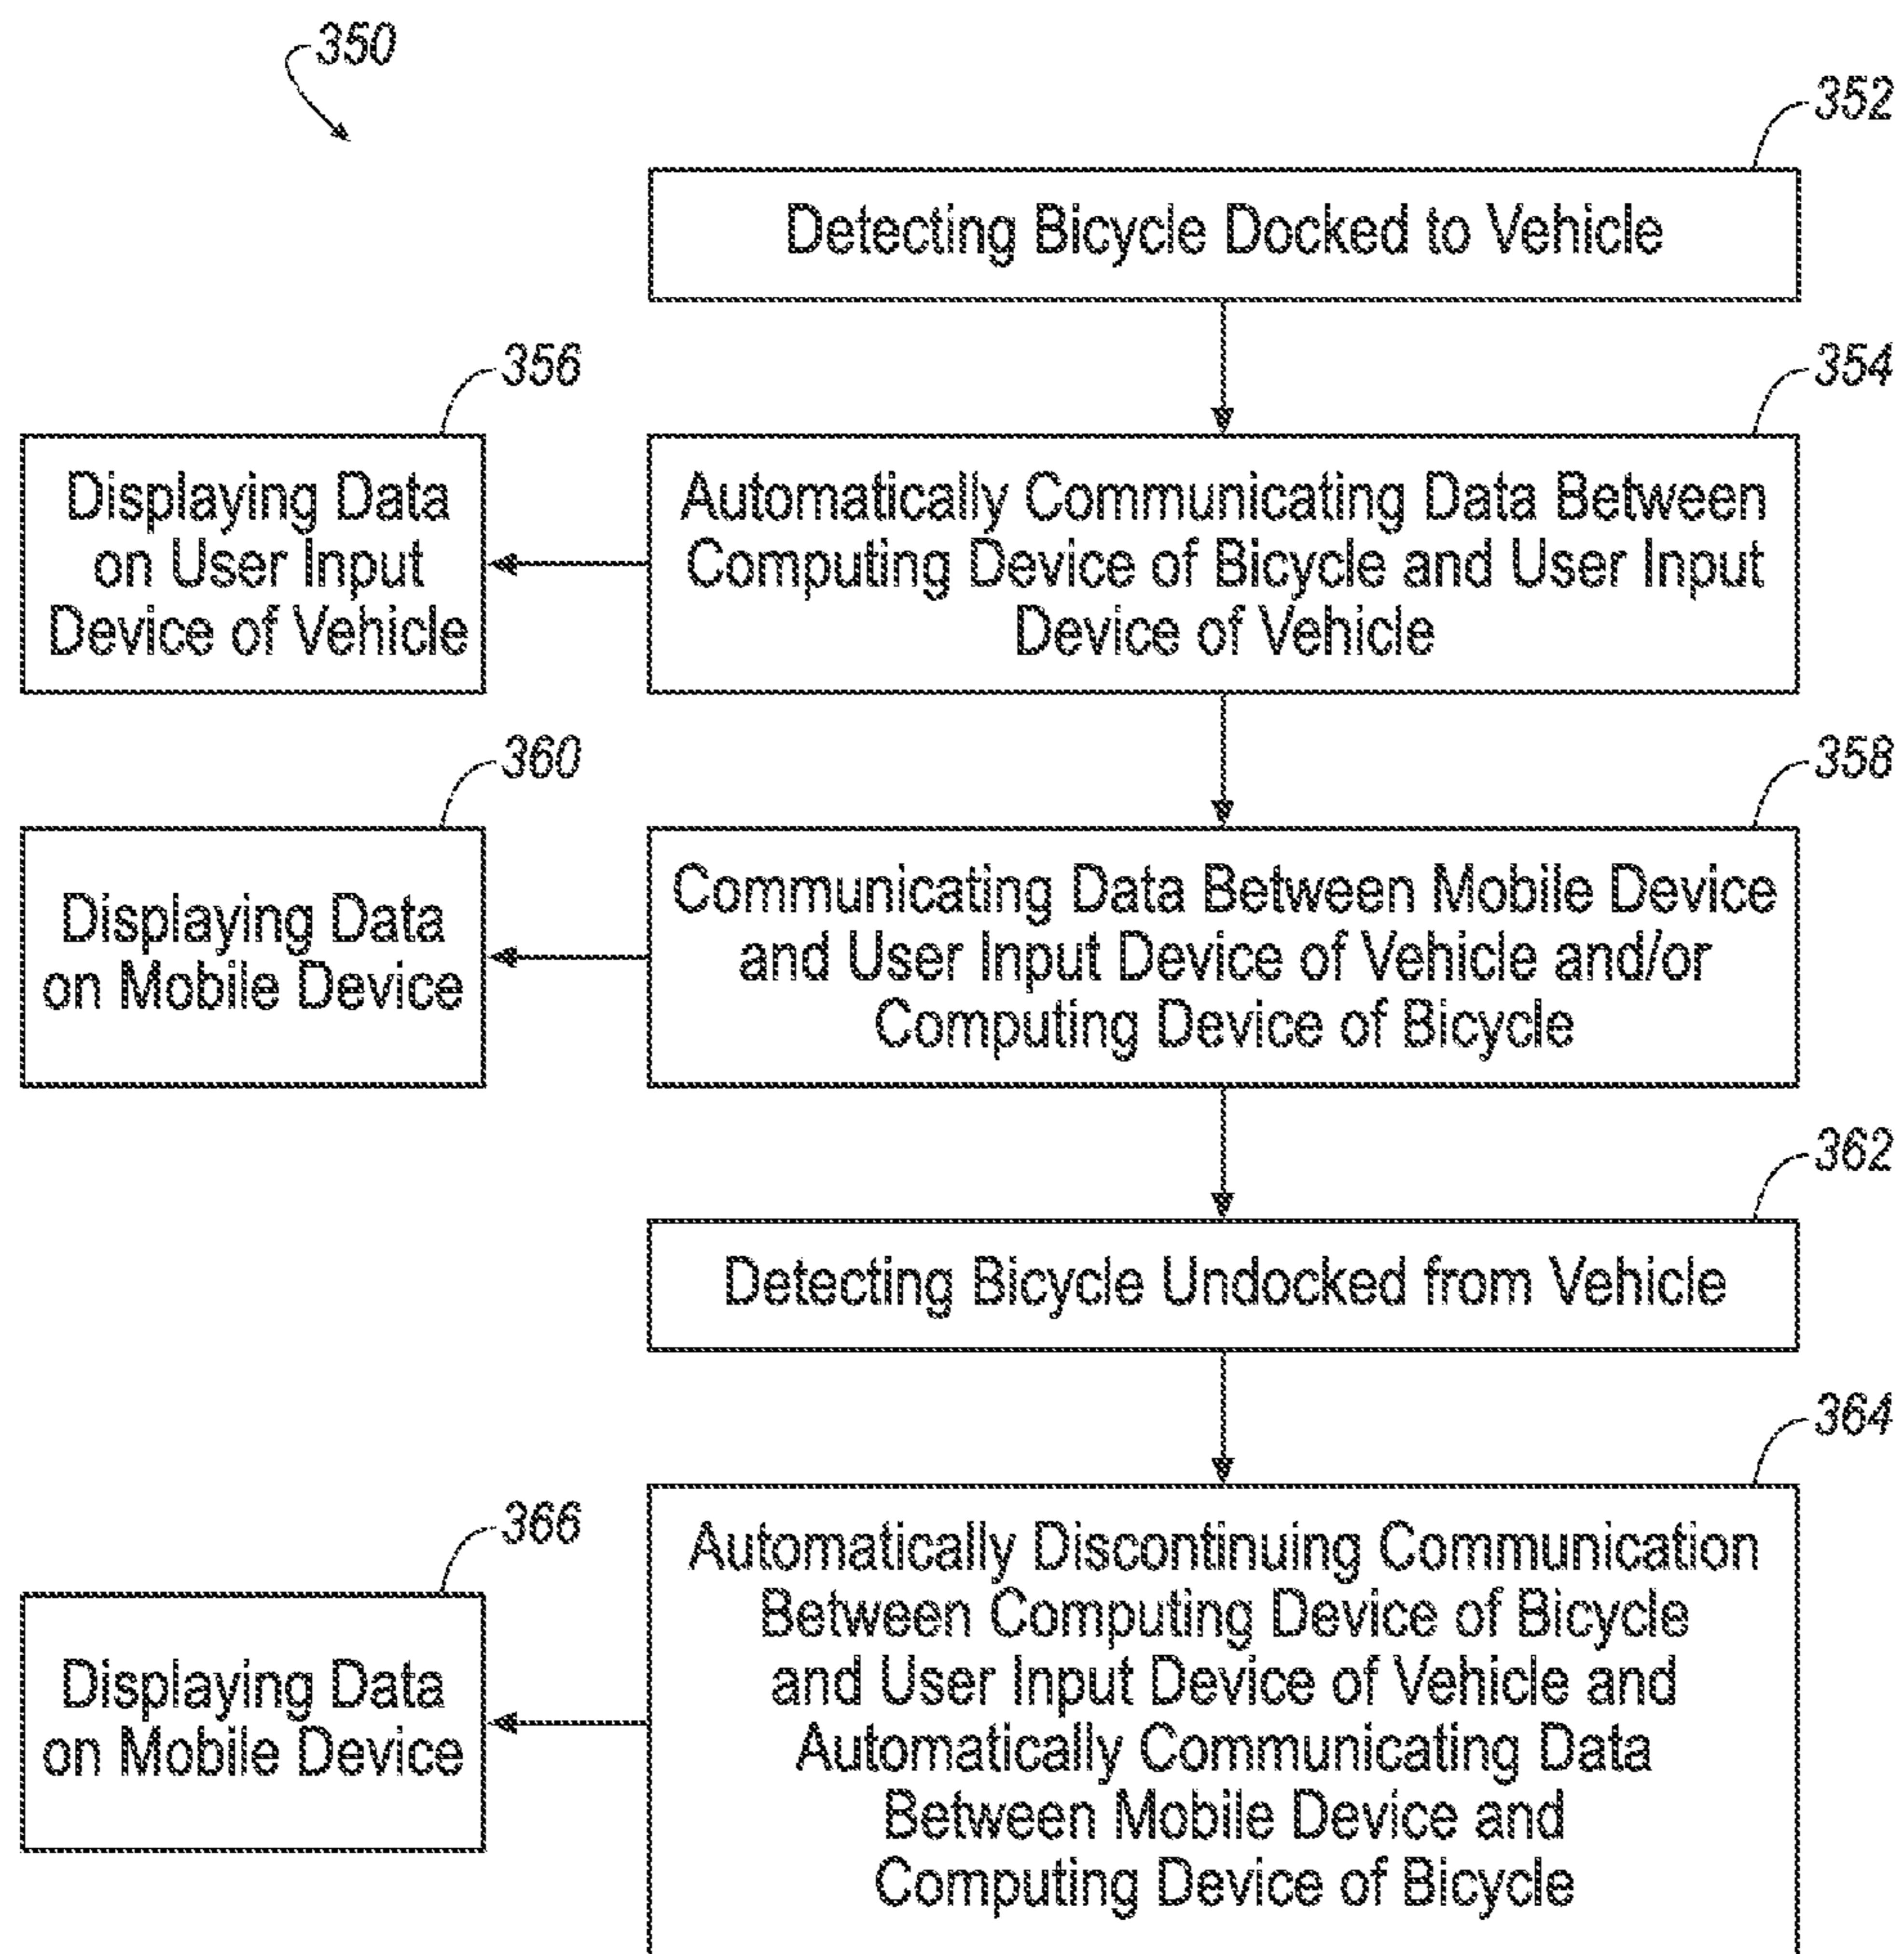 350
352
Detecting Bicycle Docked to Vehicle
356
354
Displaying Data
on User Input
Device of Vehicle
Automatically Communicating Data Between
Computing Device of Bicycle and User Input
Device of Vehicle
360
358
Displaying Data
on Mobile Device
Communicating Data Between Mobile Device
and User Input Device of Vehicle and/or
Computing Device of Bicycle
362
Detecting Bicycle Undocked from Vehicle
364
366
Displaying Data
on Mobile Device
Automatically Discontinuing Communication
Between Computing Device of Bicycle
and User Input Device of Vehicle and
Automatically Communicating Data
Between Mobile Device and
Computing Device of Bicycle